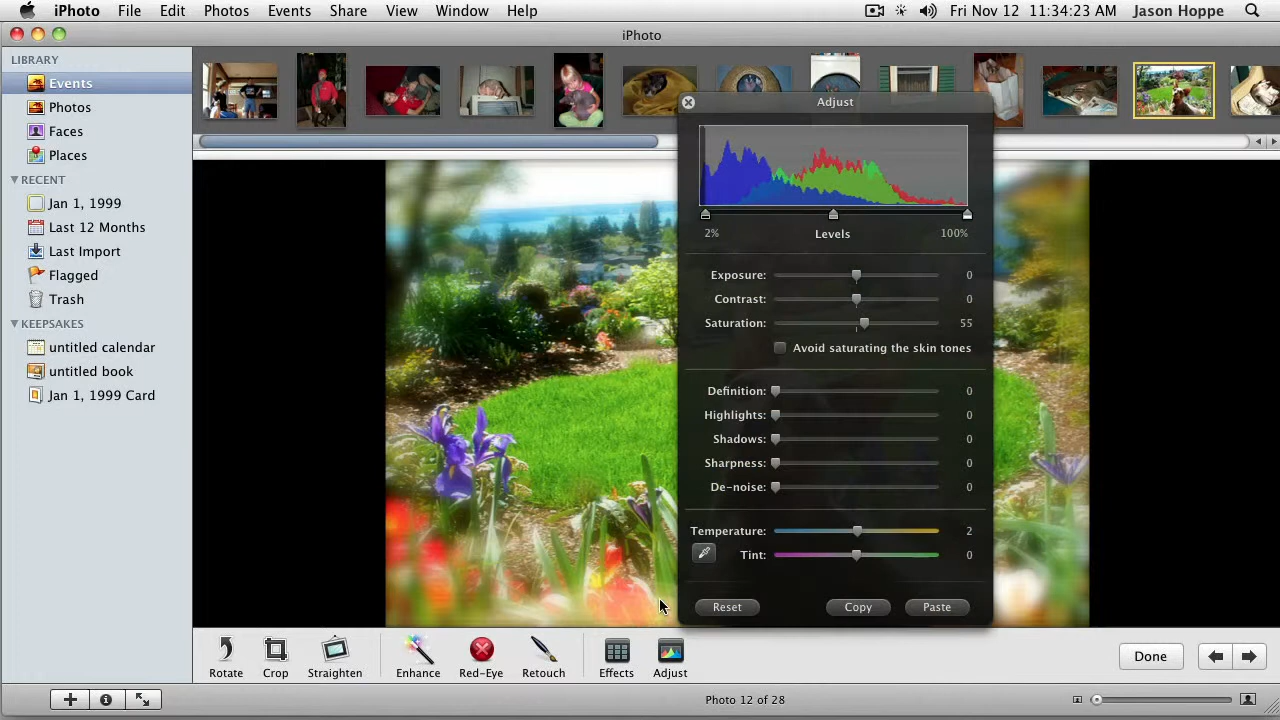 iPhoto File Edit Photos Events Share View Window Help Fri Nov 12 11:34:23 AM Jason Hoppe
iPhoto
LIBRARY
Events
Photos
Faces
Places
RECENT
Jan 1, 1999
Last 12 Months
Last Import
Flagged
Trash
KEEPSAKES
untitled calendar
untitled book
Jan 1, 1999 Card
Adjust
2% Levels 100%
Exposure: 0
Contrast: 0
Saturation: 55
Avoid saturating the skin tones
Definition: 0
Highlights: 0
Shadows: 0
Sharpness: 0
De-noise: 0
Temperature: 2
Tint: 0
Reset Copy Paste
Rotate Crop Straighten Enhance Red-Eye Retouch Effects Adjust Done
Photo 12 of 28